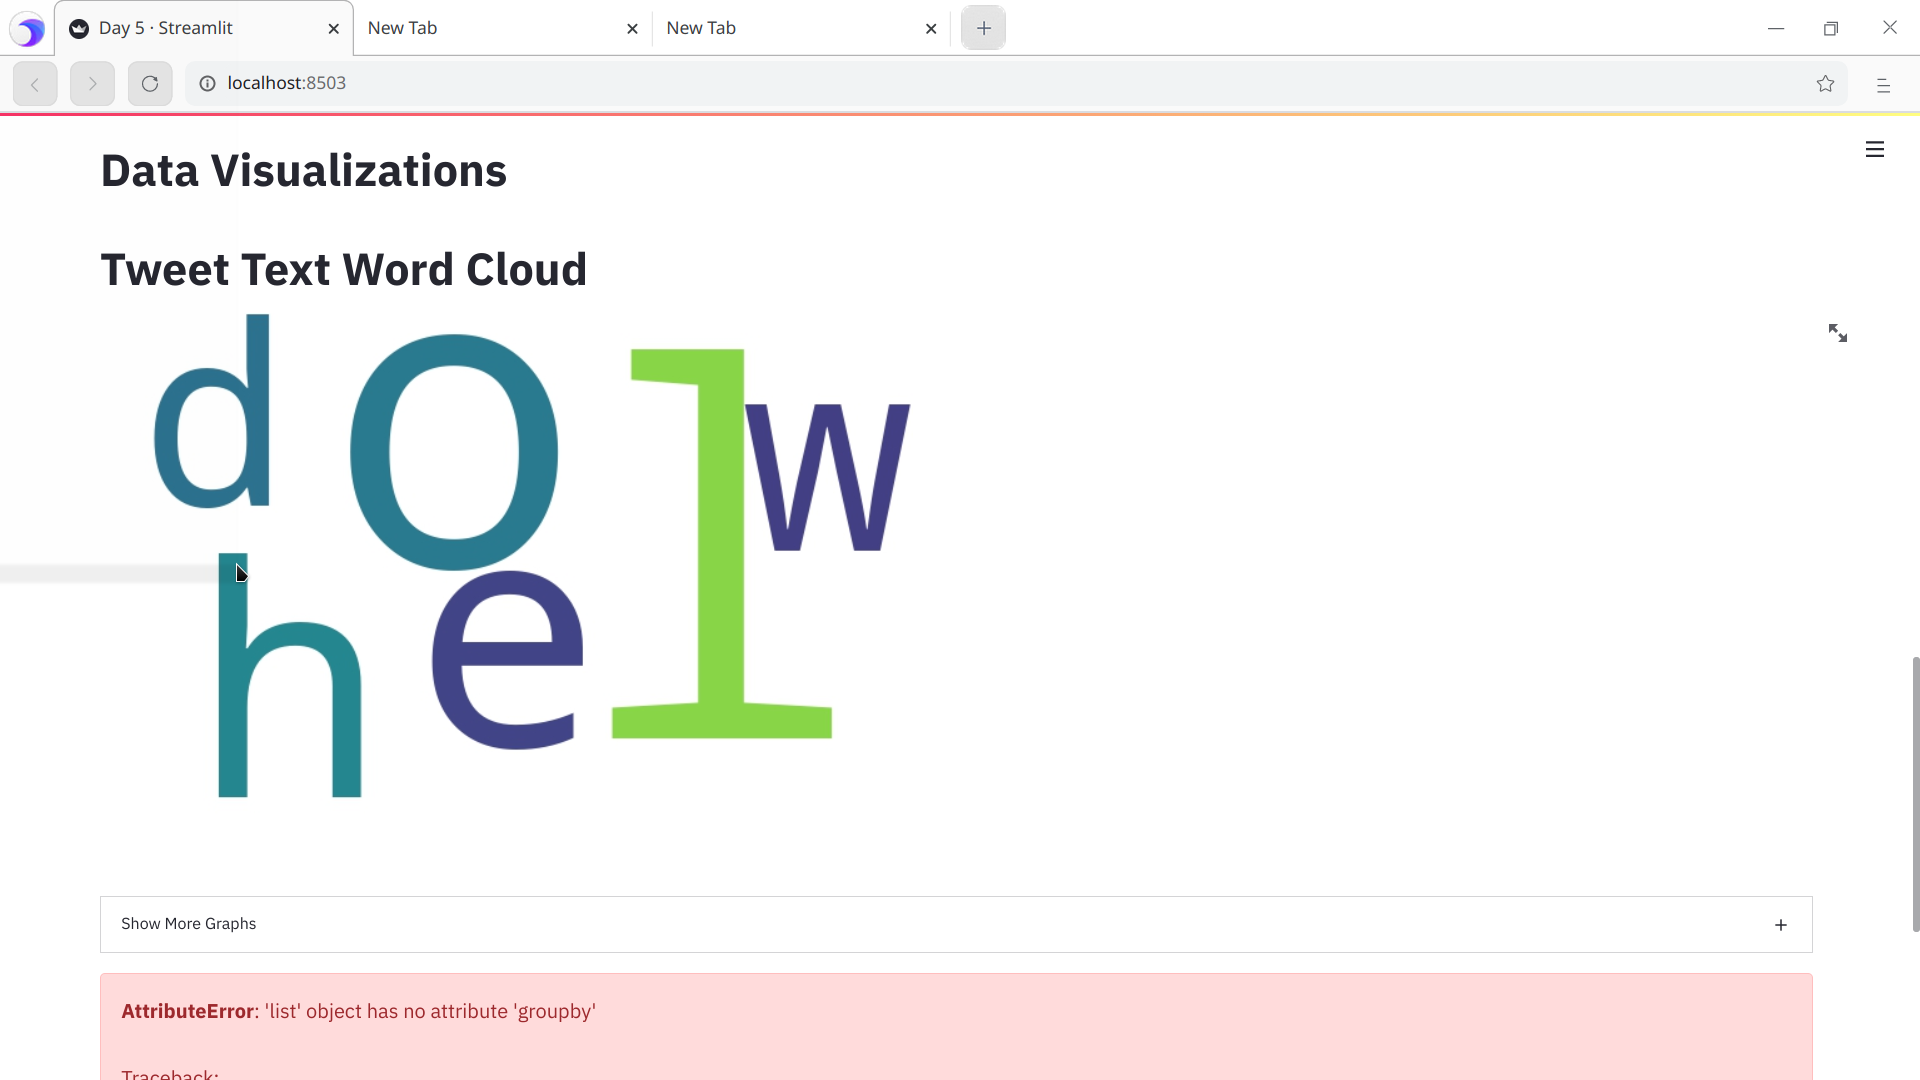 Day 5 · Streamlit
New Tab
New Tab
localhost:8503
Data Visualizations
Tweet Text Word Cloud
d
o
l
w
h
e
Show More Graphs
AttributeError: 'list' object has no attribute 'groupby'
Traceback: